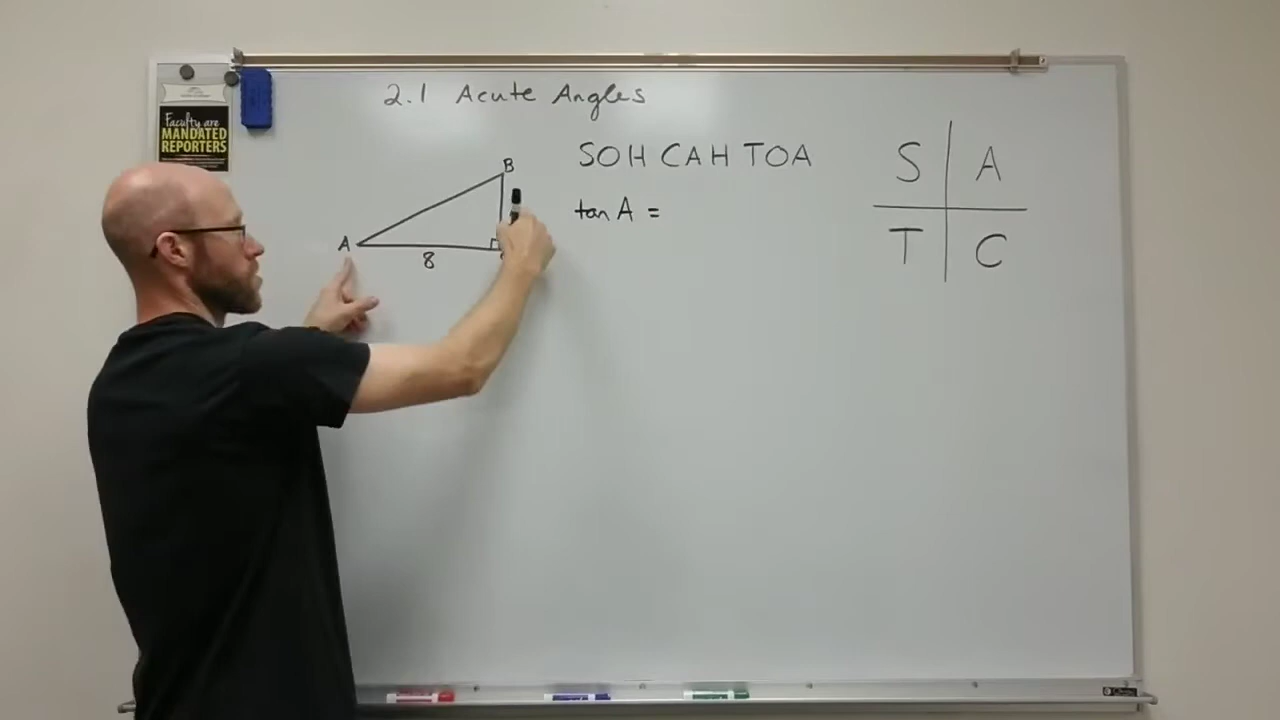 2.1 Acute Angles
Faculty are
MANDATED
REPORTERS
SOH CAH TOA
S A
T C
B
A
8
tan A =